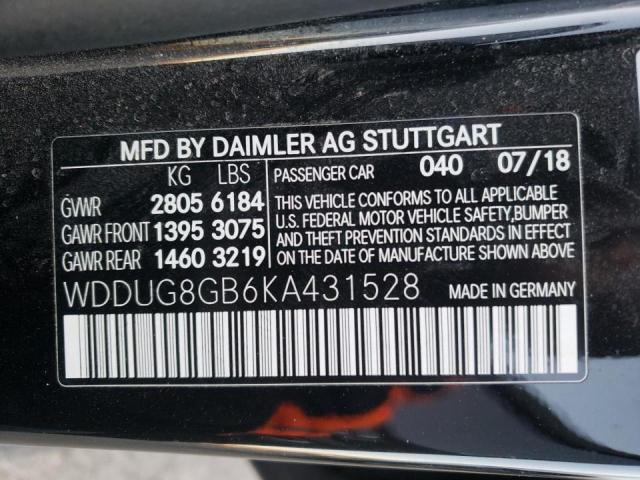 MFD BY DAIMLER AG STUTTGART
KG LBS
GVWR 2805 6184
GAWR FRONT 1395 3075
GAWR REAR 1460 3219
PASSENGER CAR 040 07/18
THIS VEHICLE CONFORMS TO ALL APPLICABLE
U.S. FEDERAL MOTOR VEHICLE SAFETY,BUMPER
AND THEFT PREVENTION STANDARDS IN EFFECT
ON THE DATE OF MANUFACTURE SHOWN ABOVE.
WDDUG8GB6KA431528 MADE IN GERMANY